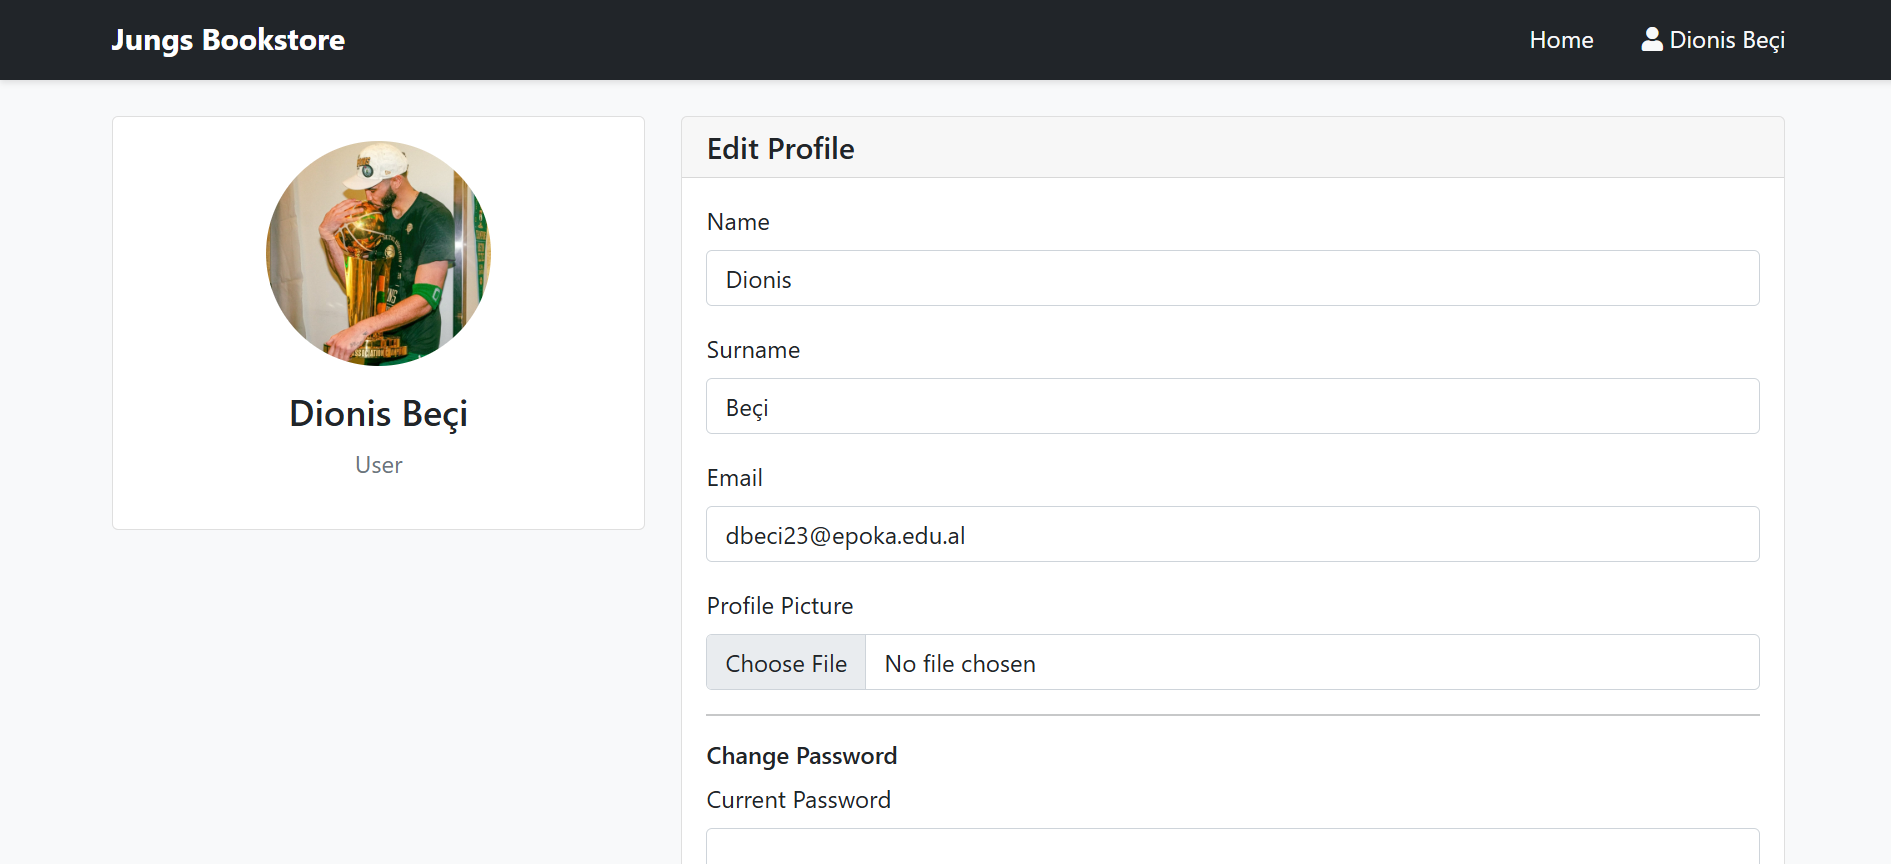 Jungs Bookstore
Home
Dionis Beçi
Dionis Beçi
User
Edit Profile
Name
Dionis
Surname
Beçi
Email
dbeci23@epoka.edu.al
Profile Picture
Choose File
No file chosen
Change Password
Current Password